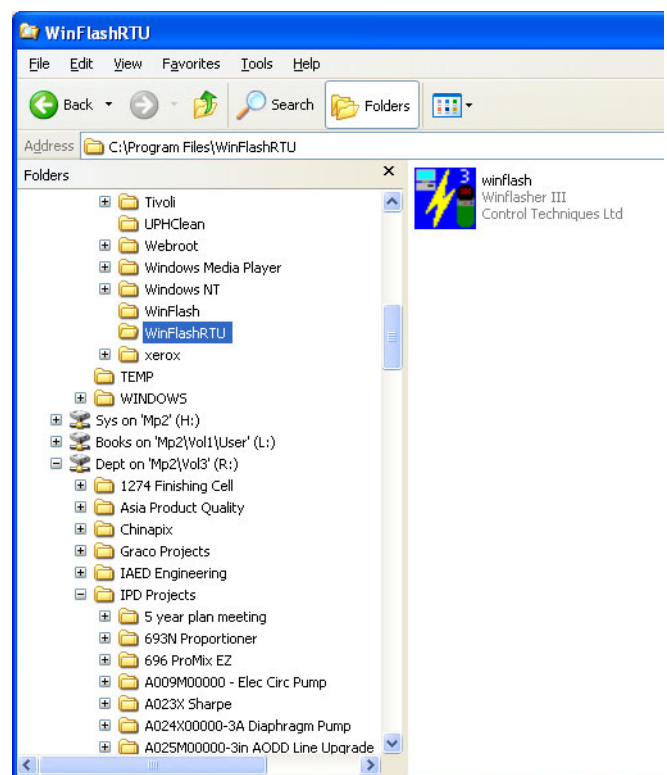 WinFlashRTU
File Edit View Favorites Tools Help
Back Search Folders
Address C:\Program Files\WinFlashRTU
Folders
3
winflash
Winflasher III
Control Techniques Ltd
Tivoli
UPHClean
Webroot
Windows Media Player
Windows NT
WinFlash
WinFlashRTU
xerox
TEMP
WINDOWS
Sys on 'Mp2' (H:)
Books on 'Mp2\Vol1\User' (L:)
Dept on 'Mp2\Vol3' (R:)
1274 Finishing Cell
Asia Product Quality
Chinapix
Graco Projects
IAED Engineering
IPD Projects
5 year plan meeting
693N Proportioner
696 ProMix EZ
A009M00000 - Elec Circ Pump
A023X Sharpe
A024X00000-3A Diaphragm Pump
A025M00000-3in AODD Line Upgrade